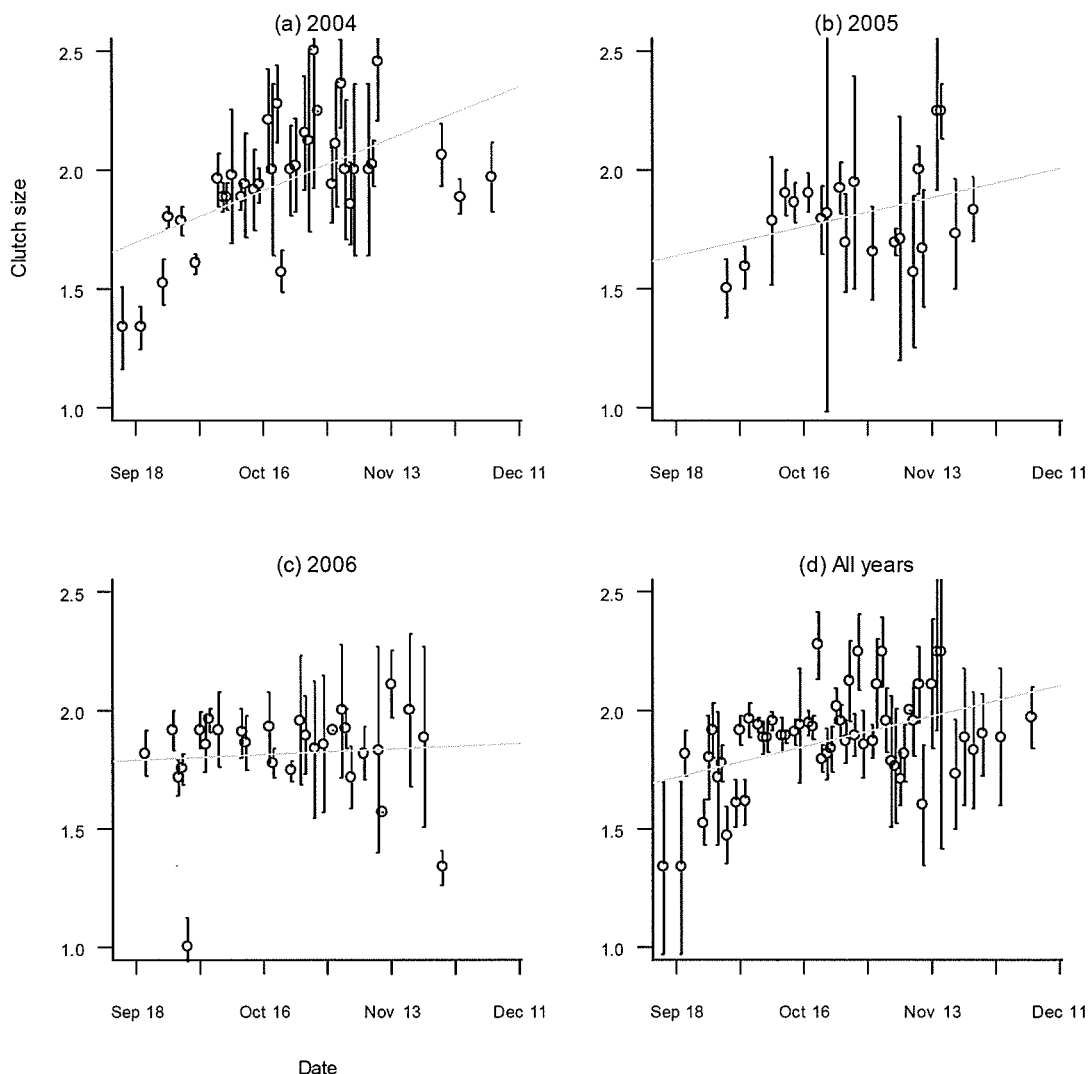 (a) 2004
(b) 2005
2.5
2.0
1.5
1.0
Clutch size
Sep 18
Oct 16
Nov 13
Dec 11
2.5
2.0
1.5
1.0
Sep 18
Oct 16
Nov 13
Dec 11
(c) 2006
(d) All years
2.5
2.0
1.5
1.0
Sep 18
Oct 16
Nov 13
Dec 11
2.5
2.0
1.5
1.0
Sep 18
Oct 16
Nov 13
Dec 11
Date